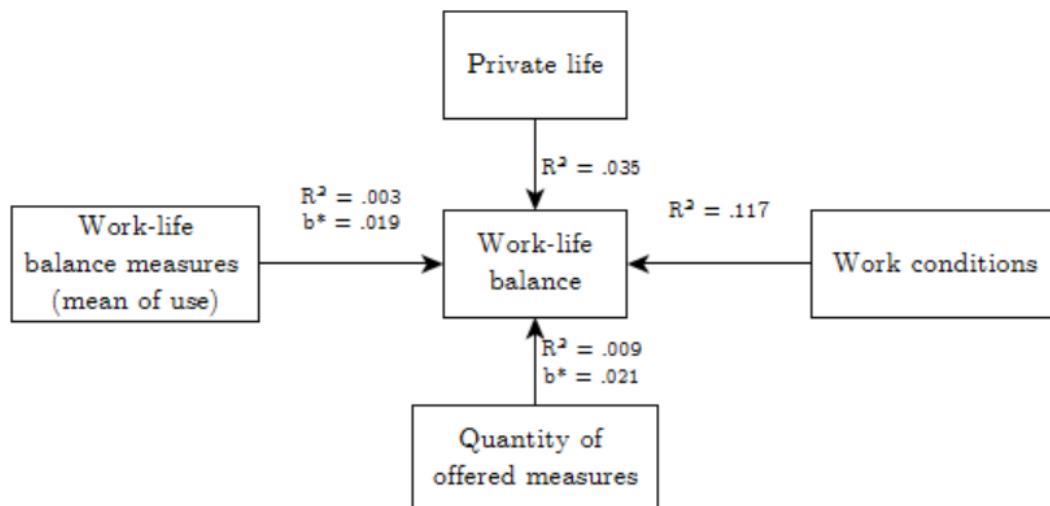 Private life
R² = .035
R² = .003
b* = .019
R² = .117
Work-life
balance measures
(mean of use)
Work-life
balance
Work conditions
R² = .009
b* = .021
Quantity of
offered measures